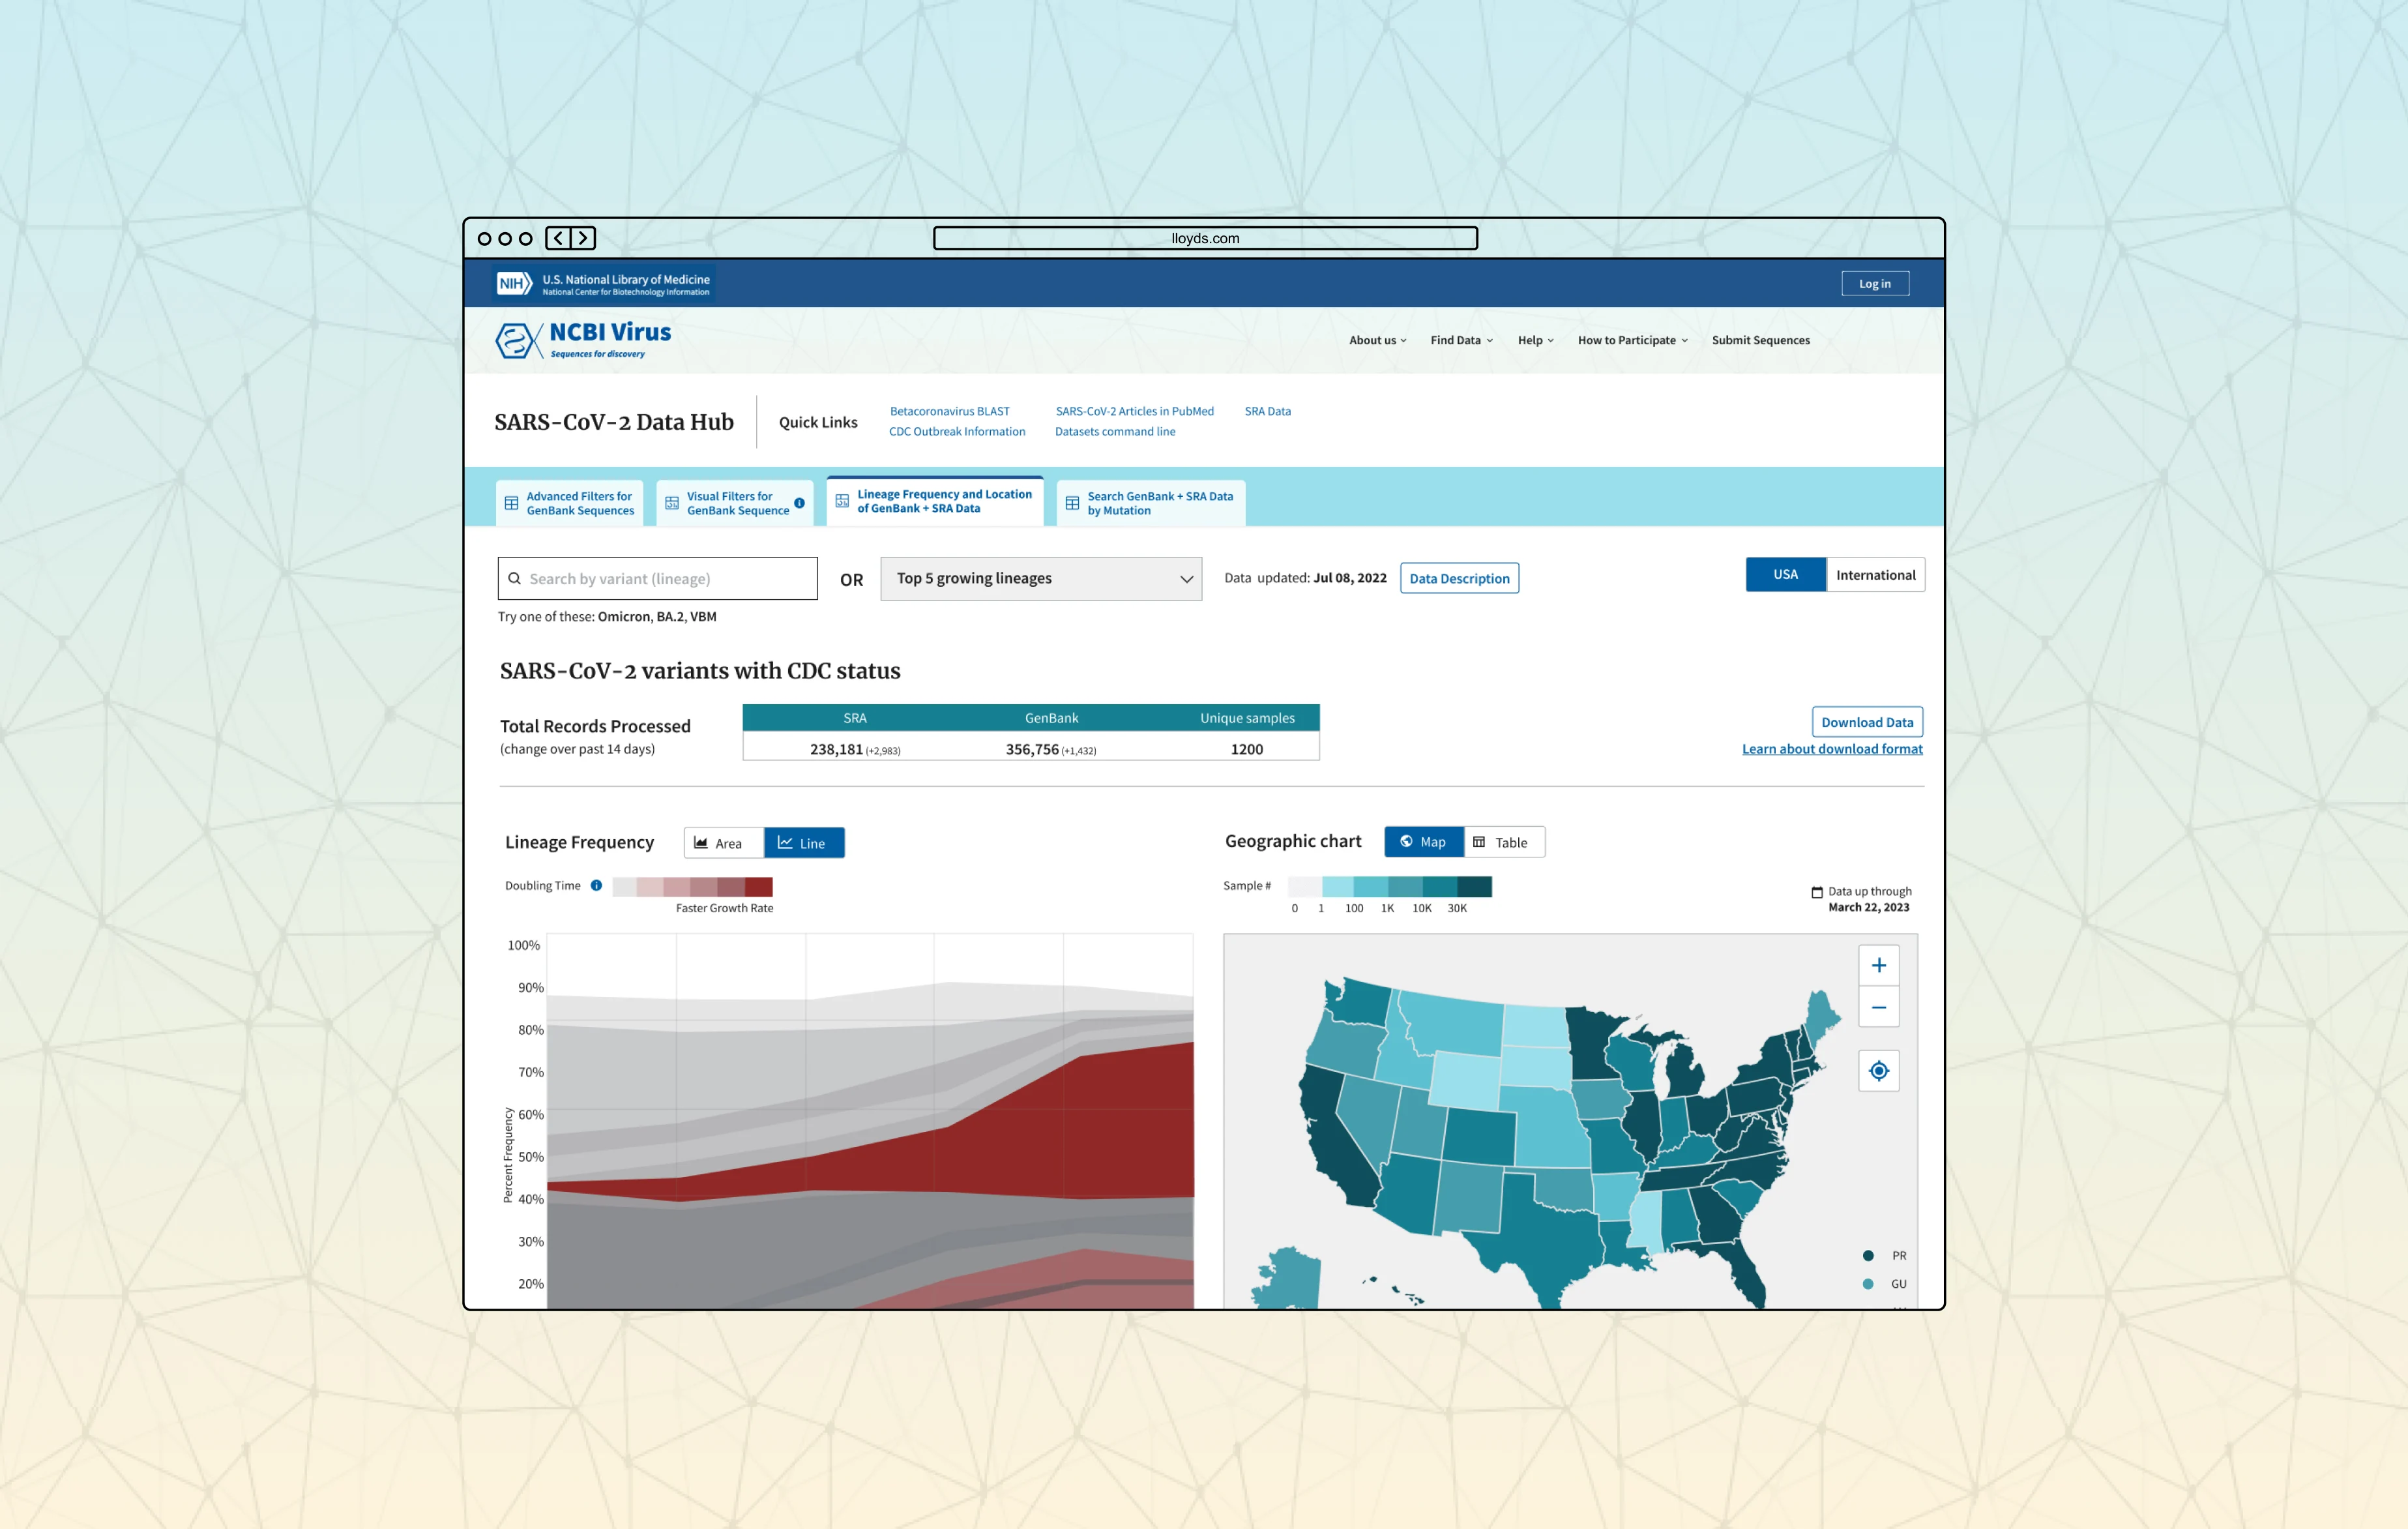 lloyds.com
NIH
U.S. National Library of Medicine
National Center for Biotechnology Information
Log in
NCBI Virus
Sequences for discovery
About us
Find Data
Help
How to Participate
Submit Sequences
SARS-CoV-2 Data Hub
Quick Links
Betacoronavirus BLAST
SARS-CoV-2 Articles in PubMed
SRA Data
CDC Outbreak Information
Datasets command line
Advanced Filters for
GenBank Sequences
Visual Filters for
GenBank Sequence
Lineage Frequency and Location
of GenBank + SRA Data
Search GenBank + SRA Data
by Mutation
Search by variant (lineage)
OR
Top 5 growing lineages
Data updated: Jul 08, 2022
Data Description
USA
International
Try one of these: Omicron, BA.2, VBM
SARS-CoV-2 variants with CDC status
Total Records Processed
(change over past 14 days)
SRA
GenBank
Unique samples
238,181 (+2,983)
356,756 (+1,432)
1200
Download Data
Learn about download format
Lineage Frequency
Area
Line
Doubling Time
Faster Growth Rate
Geographic chart
Map
Table
Sample #
0 1 100 1K 10K 30K
Data up through
March 22, 2023
100%
90%
80%
70%
60%
50%
40%
30%
20%
Percent Frequency
+
−
PR
GU